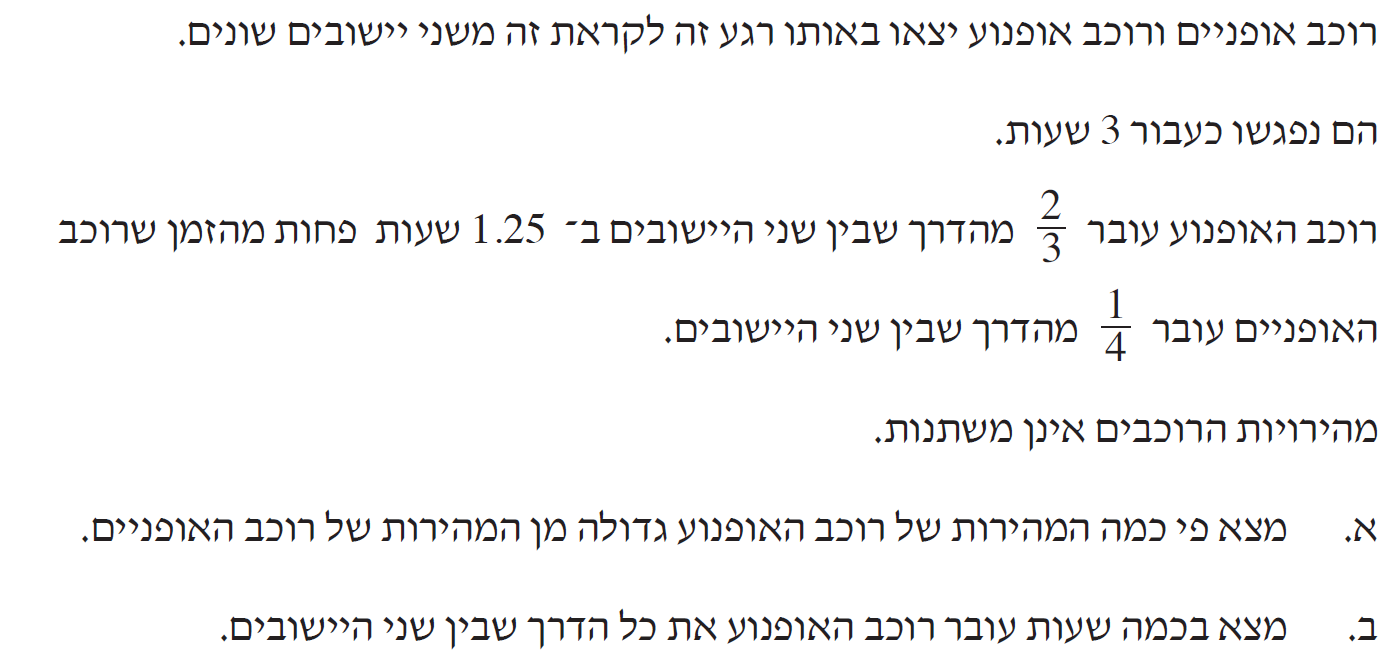 רוכב אופניים ורוכב אופנוע יצאו באותו רגע זה לקראת זה משני יישובים שונים.
הם נפגשו כעבור 3 שעות.
רוכב האופנוע עובר 2/3 מהדרך שבין שני היישובים ב־ 1.25 שעות פחות מהזמן שרוכב
האופניים עובר 1/4 מהדרך שבין שני היישובים.
מהירויות הרוכבים אינן משתנות.
א. מצא פי כמה המהירות של רוכב האופנוע גדולה מן המהירות של רוכב האופניים.
ב. מצא בכמה שעות עובר רוכב האופנוע את כל הדרך שבין שני היישובים.